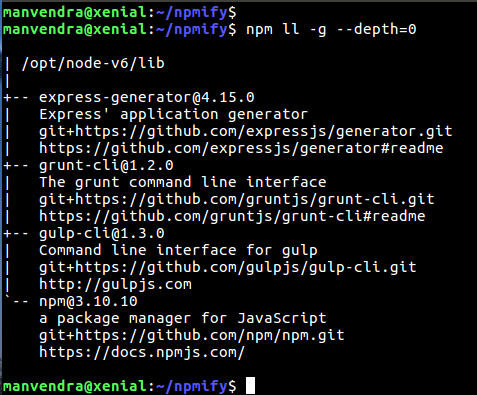 manvendra@xenial:~/npmify$
manvendra@xenial:~/npmify$ npm ll -g --depth=0
| /opt/node-v6/lib
|
+-- express-generator@4.15.0
|   Express' application generator
|   git+https://github.com/expressjs/generator.git
|   https://github.com/expressjs/generator#readme
+-- grunt-cli@1.2.0
|   The grunt command line interface
|   git+https://github.com/gruntjs/grunt-cli.git
|   https://github.com/gruntjs/grunt-cli#readme
+-- gulp-cli@1.3.0
|   Command line interface for gulp
|   git+https://github.com/gulpjs/gulp-cli.git
|   http://gulpjs.com
`-- npm@3.10.10
    a package manager for JavaScript
    git+https://github.com/npm/npm.git
    https://docs.npmjs.com/
manvendra@xenial:~/npmify$